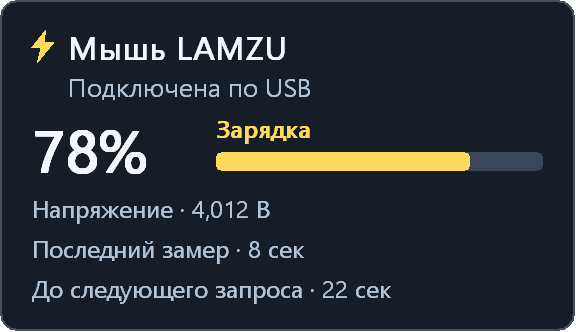 Мышь LAMZU
Подключена по USB
78%
Зарядка
Напряжение · 4,012 В
Последний замер · 8 сек
До следующего запроса · 22 сек